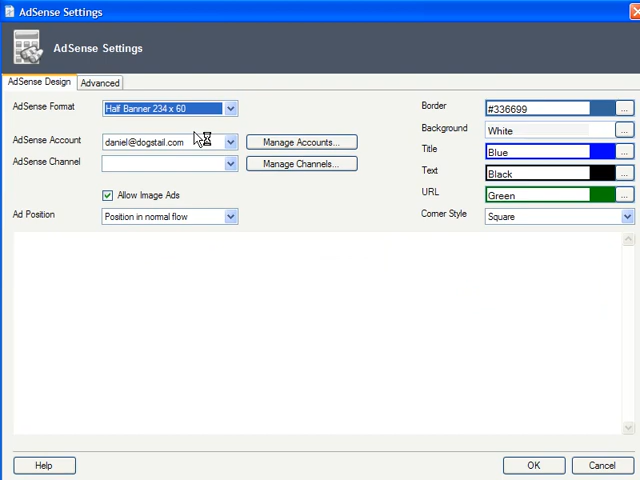 AdSense Settings
AdSense Settings
AdSense Design
Advanced
AdSense Format
Half Banner 234 x 60
AdSense Account
daniel@dogstail.com
Manage Accounts...
AdSense Channel
Manage Channels...
Allow Image Ads
Ad Position
Position in normal flow
Border
#336699
...
Background
White
...
Title
Blue
...
Text
Black
...
URL
Green
...
Corner Style
Square
Help
OK
Cancel